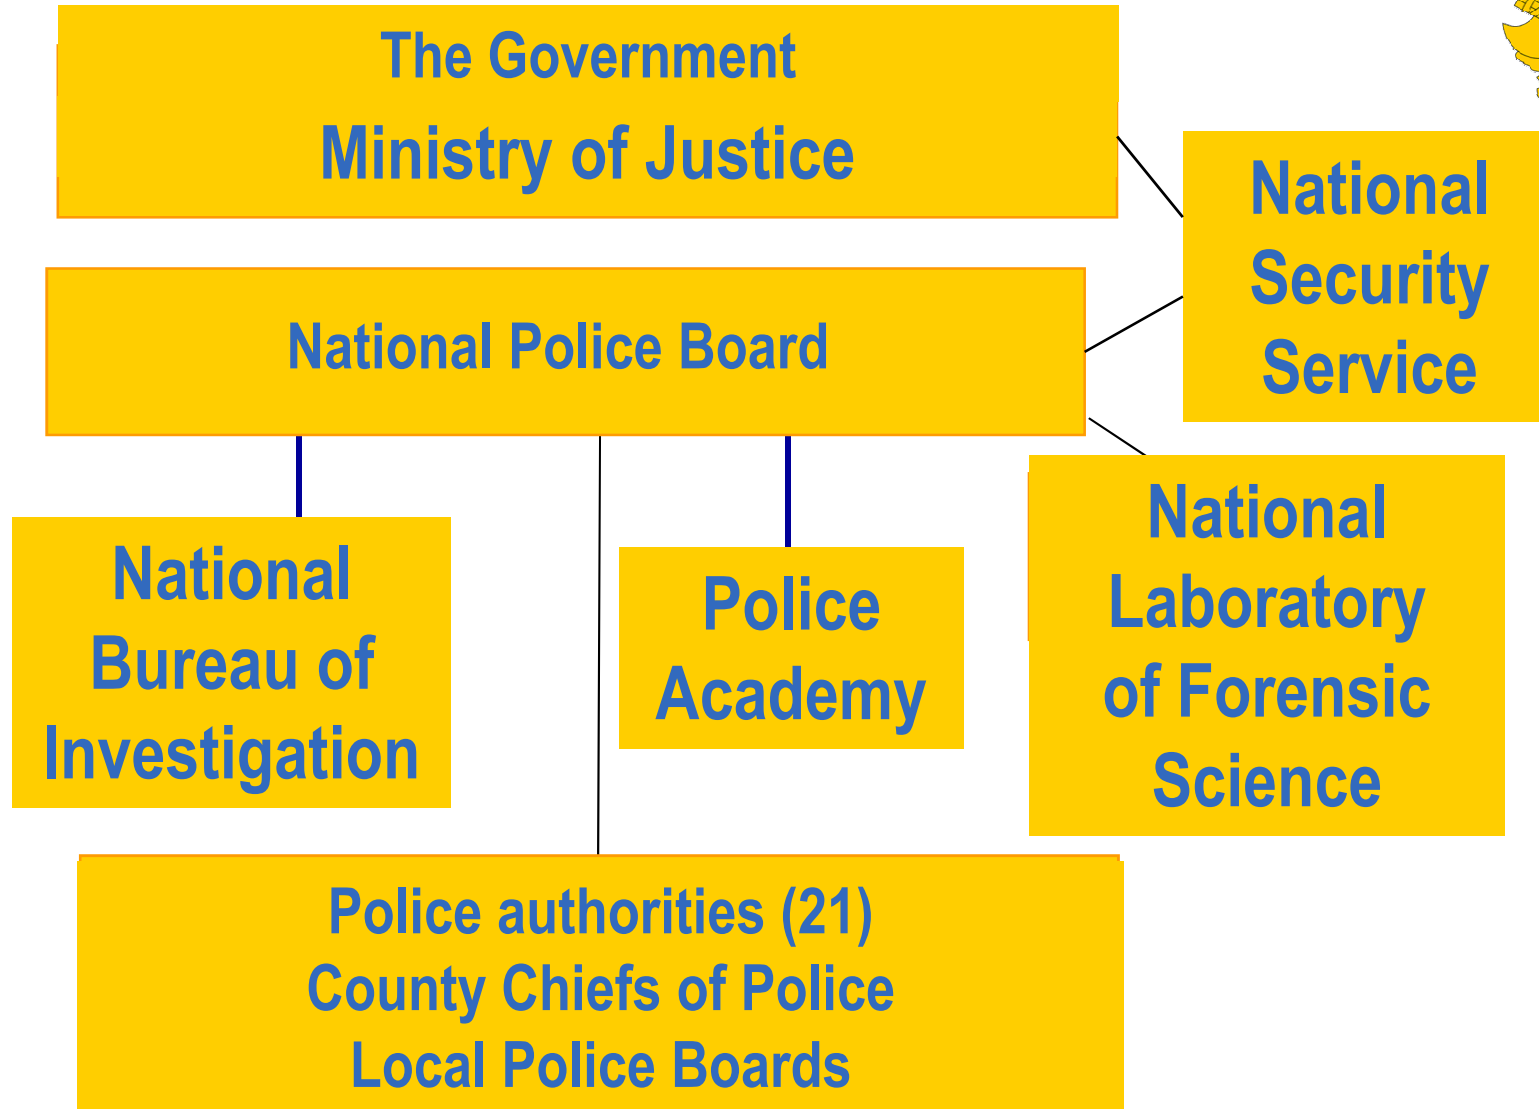 The Government
Ministry of Justice
National
Security
Service
National Police Board
National
Bureau of
Investigation
Police
Academy
National
Laboratory
of Forensic
Science
Police authorities (21)
County Chiefs of Police
Local Police Boards